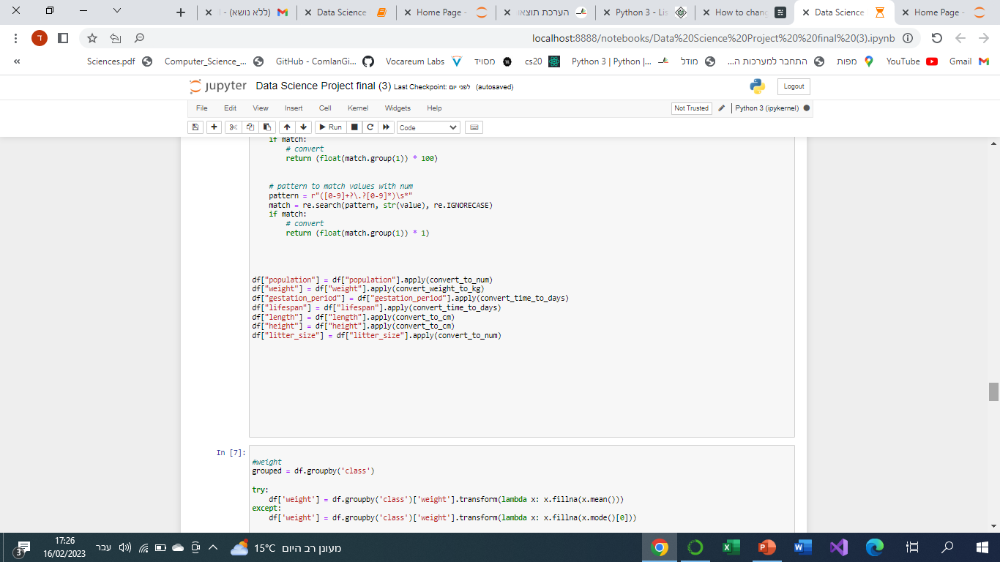 (ללא נושא) - ו
Data Science
Home Page -
הערכת תוצאו
Python 3 - Lis
How to chang
Data Science
Home Page -
ד
localhost:8888/notebooks/Data%20Science%20Project%20%20final%20(3).ipynb
«
Sciences.pdf
Computer_Science_...
GitHub - ComlanGi...
Vocareum Labs
מסויד
cs20
Python 3 | Python |...
מודל
התחבר למערכות ה...
מפות
YouTube
Gmail
jupyter Data Science Project final (3) Last Checkpoint: לפני יום (autosaved)
Logout
File Edit View Insert Cell Kernel Widgets Help
Not Trusted
Python 3 (ipykernel)
Run
Code
if match:
# convert
return (float(match.group(1)) * 100)
# pattern to match values with num
pattern = r"([0-9]+?\.?[0-9]*)\s*"
match = re.search(pattern, str(value), re.IGNORECASE)
if match:
# convert
return (float(match.group(1)) * 1)
df["population"] = df["population"].apply(convert_to_num)
df["weight"] = df["weight"].apply(convert_weight_to_kg)
df["gestation_period"] = df["gestation_period"].apply(convert_time_to_days)
df["lifespan"] = df["lifespan"].apply(convert_time_to_days)
df["length"] = df["length"].apply(convert_to_cm)
df["height"] = df["height"].apply(convert_to_cm)
df["litter_size"] = df["litter_size"].apply(convert_to_num)
In [7]:
#weight
grouped = df.groupby('class')
try:
df['weight'] = df.groupby('class')['weight'].transform(lambda x: x.fillna(x.mean()))
except:
df['weight'] = df.groupby('class')['weight'].transform(lambda x: x.fillna(x.mode()[0]))
3
17:26
16/02/2023
עבר
15°C מעונן רב היום